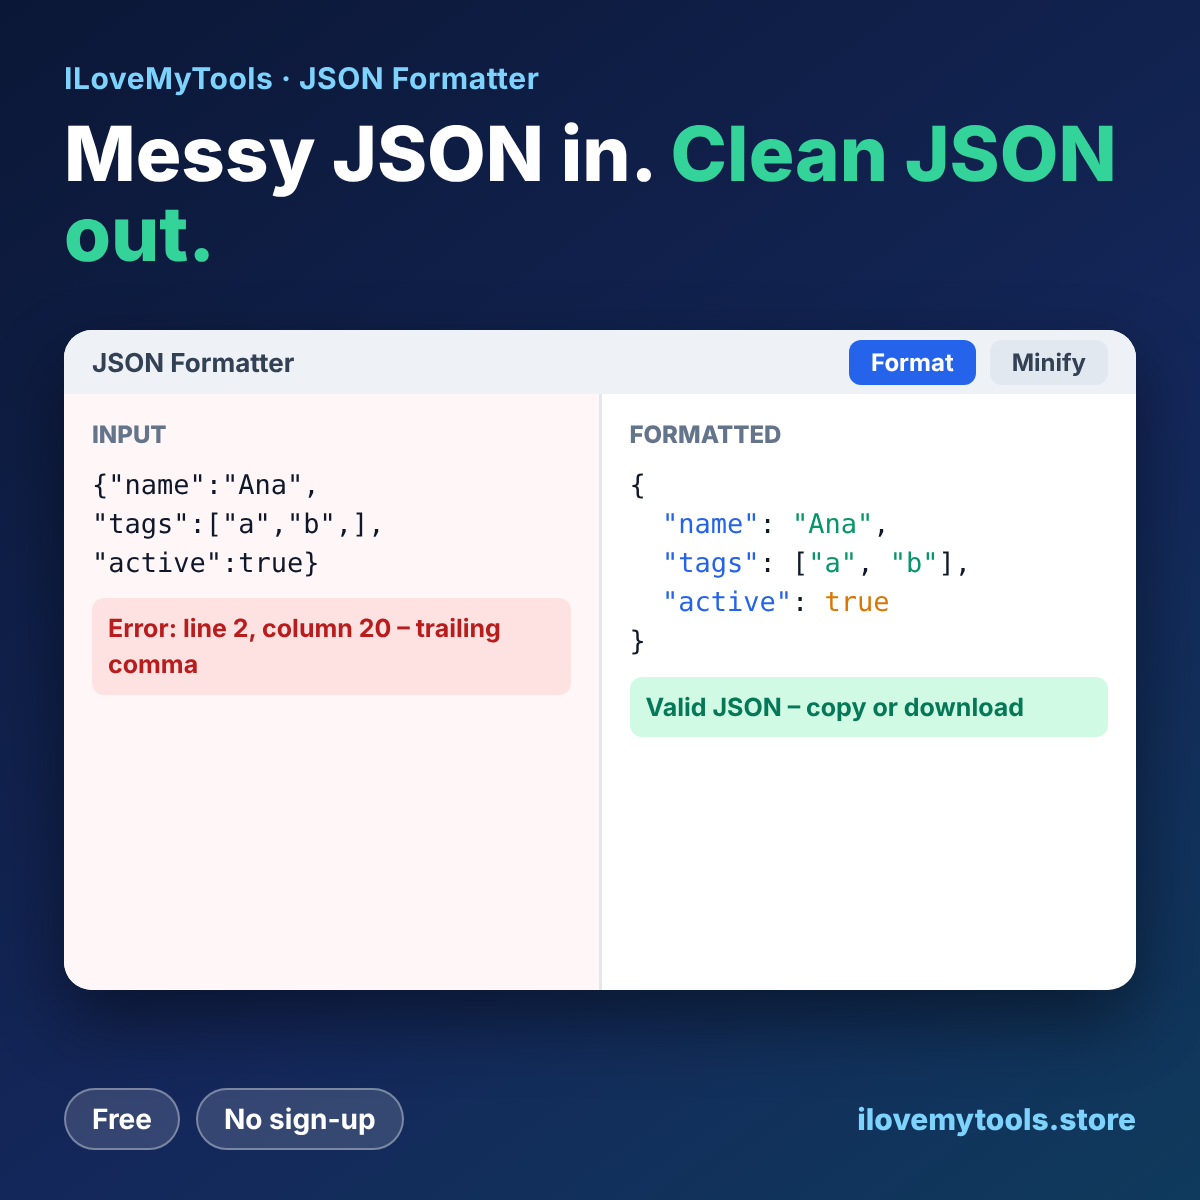 ILoveMyTools · JSON Formatter
Messy JSON in. Clean JSON
out.
JSON Formatter
Format
Minify
INPUT
{"name":"Ana",
"tags":["a","b",],
"active":true}
Error: line 2, column 20 – trailing
comma
FORMATTED
{
  "name": "Ana",
  "tags": ["a", "b"],
  "active": true
}
Valid JSON – copy or download
Free
No sign-up
ilovemytools.store